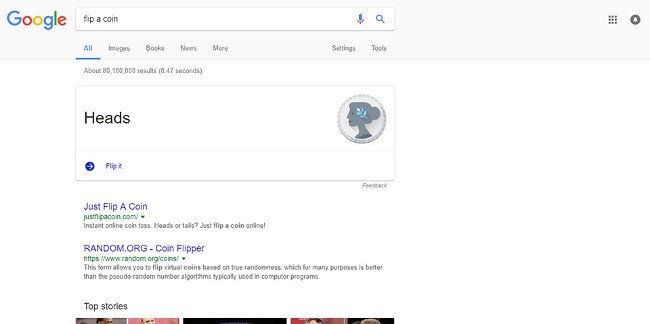 Google
flip a coin
All Images Books News More Settings Tools
About 80,100,000 results (0.47 seconds)
Heads
Flip it
Feedback
Just Flip A Coin
justflipacoin.com/
Instant online coin toss. Heads or tails? Just flip a coin online!
RANDOM.ORG - Coin Flipper
https://www.random.org/coins/
This form allows you to flip virtual coins based on true randomness, which for many purposes is better
than the pseudo-random number algorithms typically used in computer programs.
Top stories